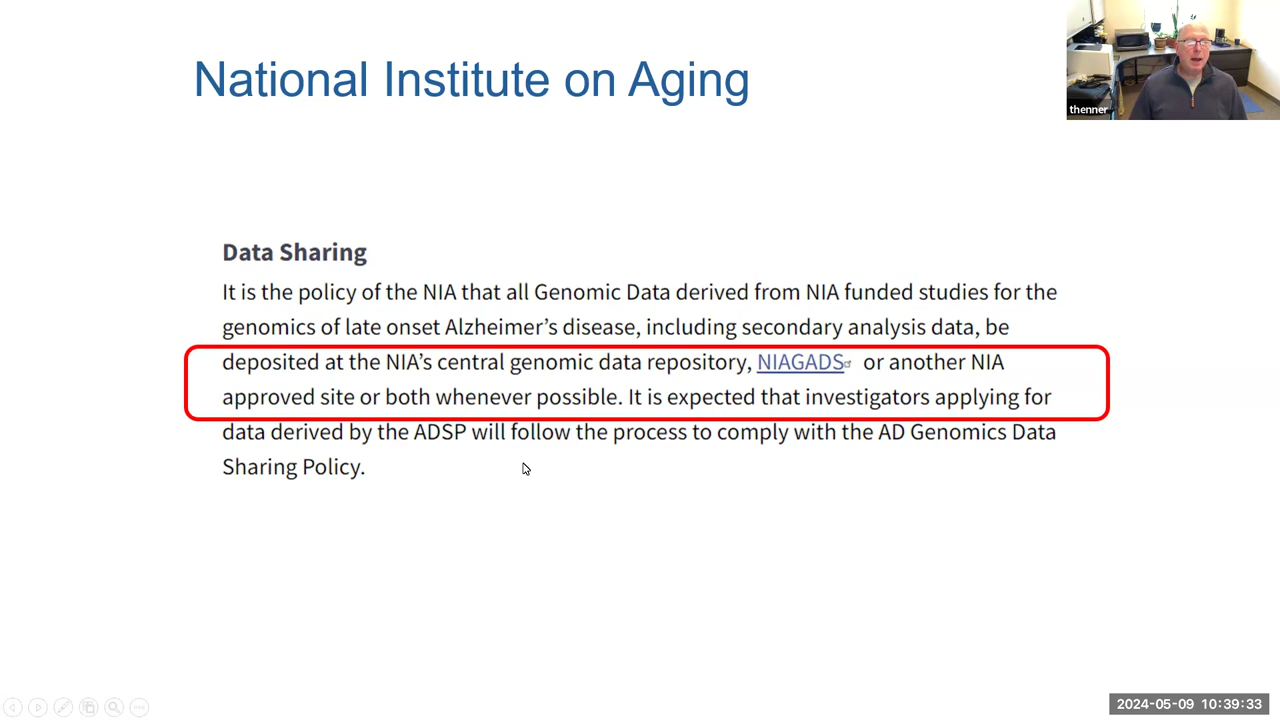 National Institute on Aging
thenner
Data Sharing
It is the policy of the NIA that all Genomic Data derived from NIA funded studies for the
genomics of late onset Alzheimer’s disease, including secondary analysis data, be
deposited at the NIA’s central genomic data repository, NIAGADS or another NIA
approved site or both whenever possible. It is expected that investigators applying for
data derived by the ADSP will follow the process to comply with the AD Genomics Data
Sharing Policy.
2024-05-09 10:39:33